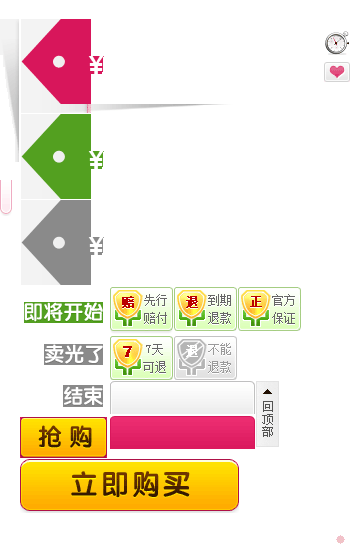 ¥
¥
¥
即将开始
赔 先行赔付
退 到期退款
正 官方保证
卖光了
7 7天可退
退 不能退款
结束
回顶部
抢购
立即购买